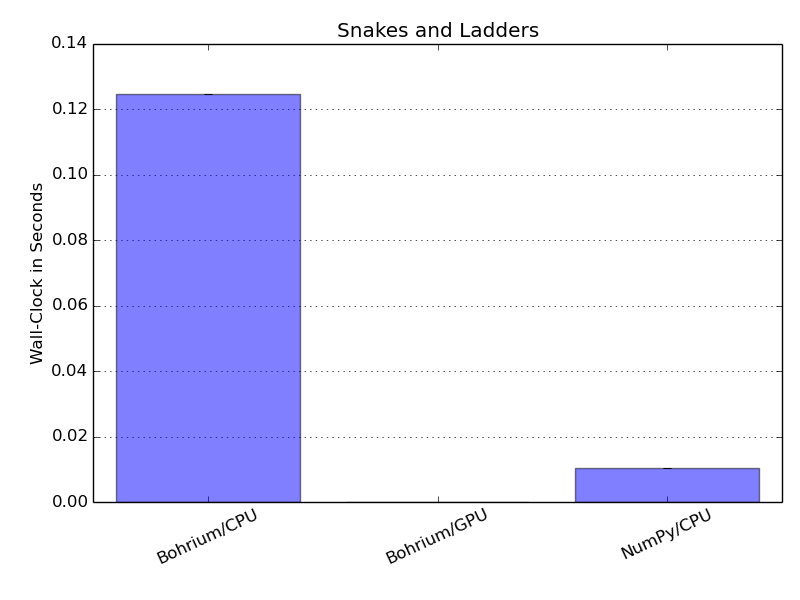 Snakes and Ladders
Wall-Clock in Seconds
0.14
0.12
0.10
0.08
0.06
0.04
0.02
0.00
Bohrium/CPU
Bohrium/GPU
NumPy/CPU